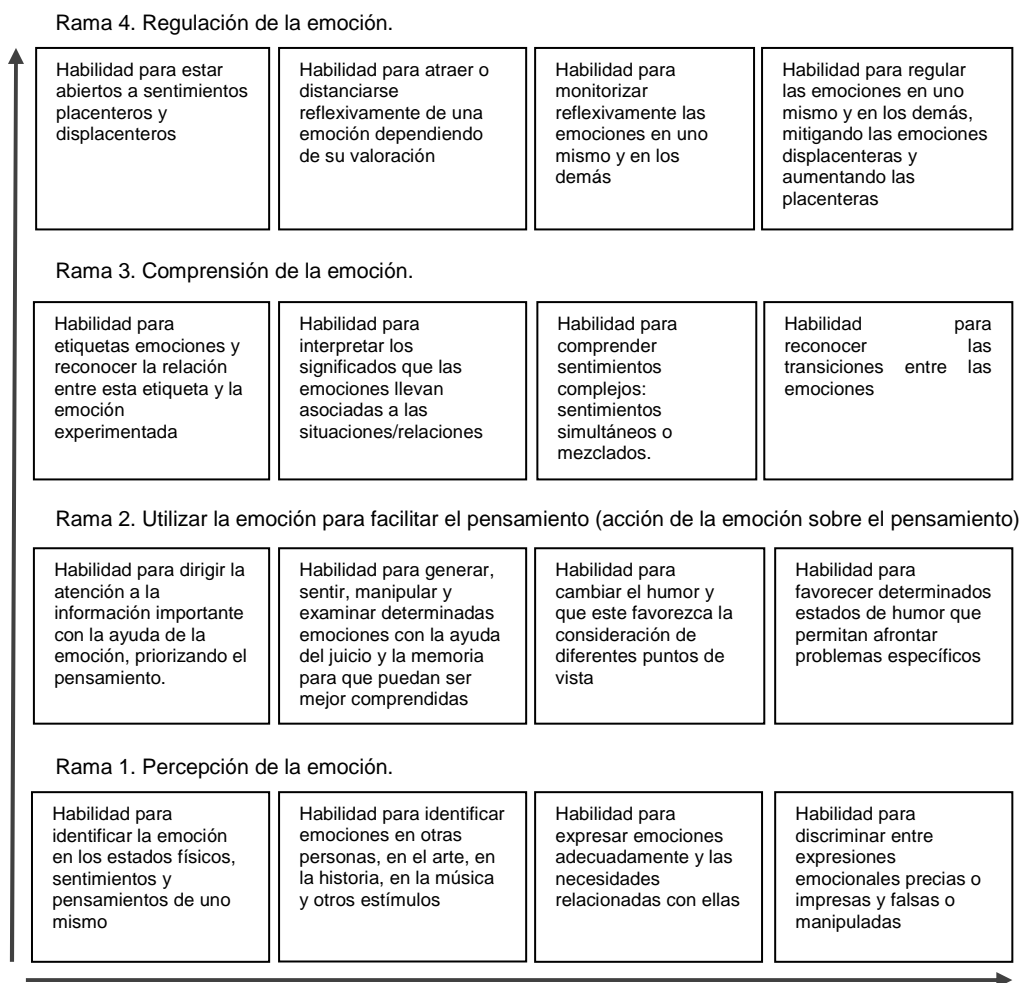 Rama 4. Regulación de la emoción.
Habilidad para estar
abiertos a sentimientos
placenteros y
displacenteros
Habilidad para atraer o
distanciarse
reflexivamente de una
emoción dependiendo
de su valoración
Habilidad para
monitorizar
reflexivamente las
emociones en uno
mismo y en los
demás
Habilidad para regular
las emociones en uno
mismo y en los demás,
mitigando las emociones
displacenteras y
aumentando las
placenteras
Rama 3. Comprensión de la emoción.
Habilidad para
etiquetas emociones y
reconocer la relación
entre esta etiqueta y la
emoción
experimentada
Habilidad para
interpretar los
significados que las
emociones llevan
asociadas a las
situaciones/relaciones
Habilidad para
comprender
sentimientos
complejos:
sentimientos
simultáneos o
mezclados.
Habilidad para
reconocer las
transiciones entre las
emociones
Rama 2. Utilizar la emoción para facilitar el pensamiento (acción de la emoción sobre el pensamiento)
Habilidad para dirigir la
atención a la
información importante
con la ayuda de la
emoción, priorizando el
pensamiento.
Habilidad para generar,
sentir, manipular y
examinar determinadas
emociones con la ayuda
del juicio y la memoria
para que puedan ser
mejor comprendidas
Habilidad para
cambiar el humor y
que este favorezca la
consideración de
diferentes puntos de
vista
Habilidad para
favorecer determinados
estados de humor que
permitan afrontar
problemas específicos
Rama 1. Percepción de la emoción.
Habilidad para
identificar la emoción
en los estados físicos,
sentimientos y
pensamientos de uno
mismo
Habilidad para identificar
emociones en otras
personas, en el arte, en
la historia, en la música
y otros estímulos
Habilidad para
expresar emociones
adecuadamente y las
necesidades
relacionadas con ellas
Habilidad para
discriminar entre
expresiones
emocionales precias o
impresas y falsas o
manipuladas